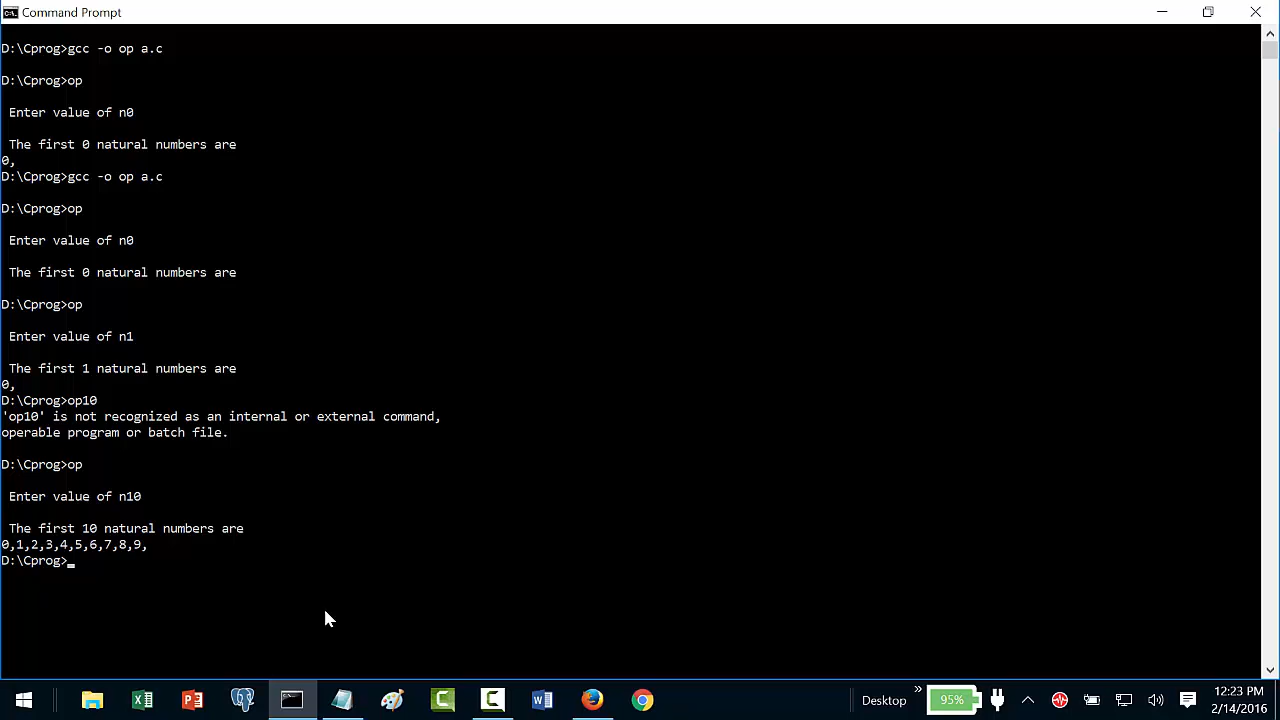 Command Prompt
D:\Cprog>gcc -o op a.c
D:\Cprog>op
Enter value of n0
The first 0 natural numbers are
0,
D:\Cprog>gcc -o op a.c
D:\Cprog>op
Enter value of n0
The first 0 natural numbers are
D:\Cprog>op
Enter value of n1
The first 1 natural numbers are
0,
D:\Cprog>op10
'op10' is not recognized as an internal or external command,
operable program or batch file.
D:\Cprog>op
Enter value of n10
The first 10 natural numbers are
0,1,2,3,4,5,6,7,8,9,
D:\Cprog>_
Desktop
95%
12:23 PM
2/14/2016